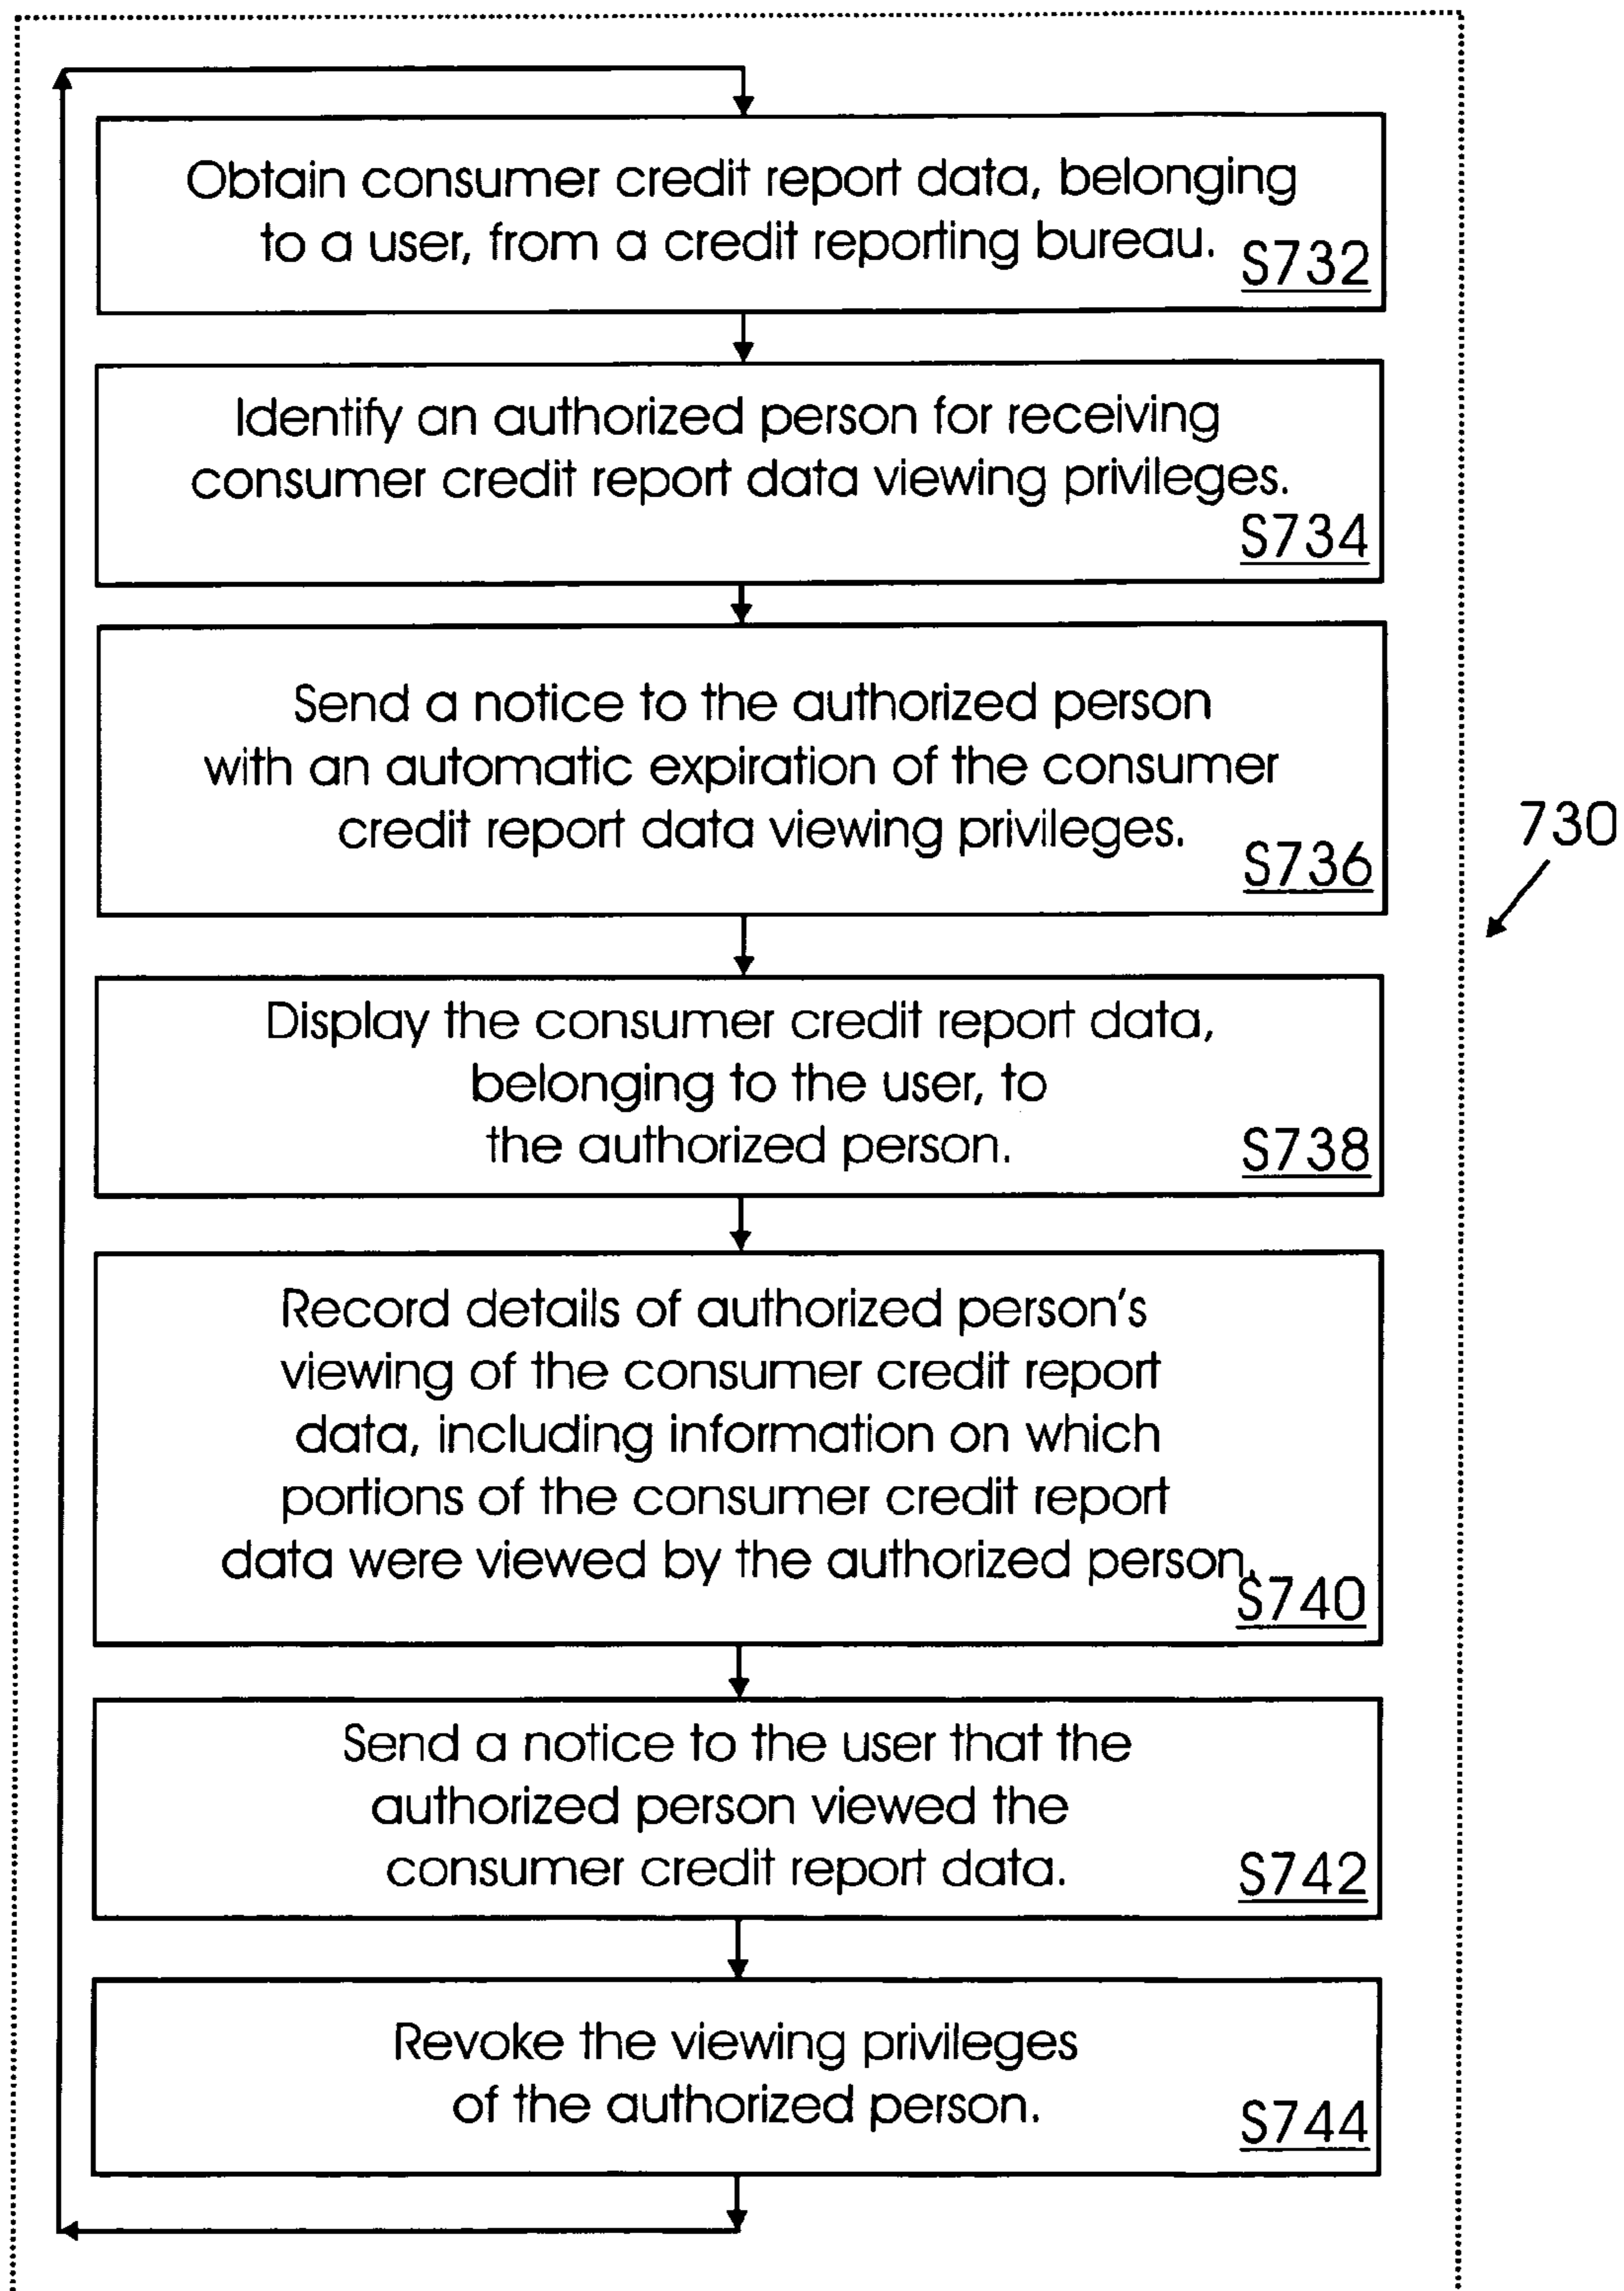 Obtain consumer credit report data, belonging
to a user, from a credit reporting bureau.
S732
Identify an authorized person for receiving
consumer credit report data viewing privileges.
S734
Send a notice to the authorized person
with an automatic expiration of the consumer
credit report data viewing privileges.
S736
730
Display the consumer credit report data,
belonging to the user, to
the authorized person.
S738
Record details of authorized person's
viewing of the consumer credit report
data, including information on which
portions of the consumer credit report
data were viewed by the authorized person.
S740
Send a notice to the user that the
authorized person viewed the
consumer credit report data.
S742
Revoke the viewing privileges
of the authorized person.
S744